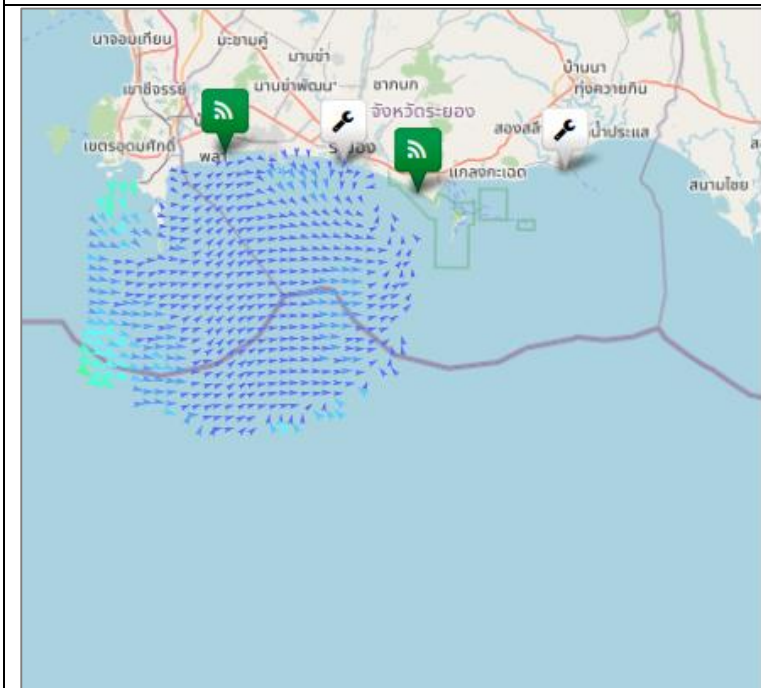 นาจอมเทียน
มะขามคู่
มาบข่า
บ้านนา
เขาชีจรรย์
มาบข่าพัฒนา
ชากบก
ทุ่งควายกิน
จังหวัดระยอง
สองสลึ
น้ำประแส
เขตรอุดมศักดิ์
พลา
แกลงกะเฉด
สนามไชย